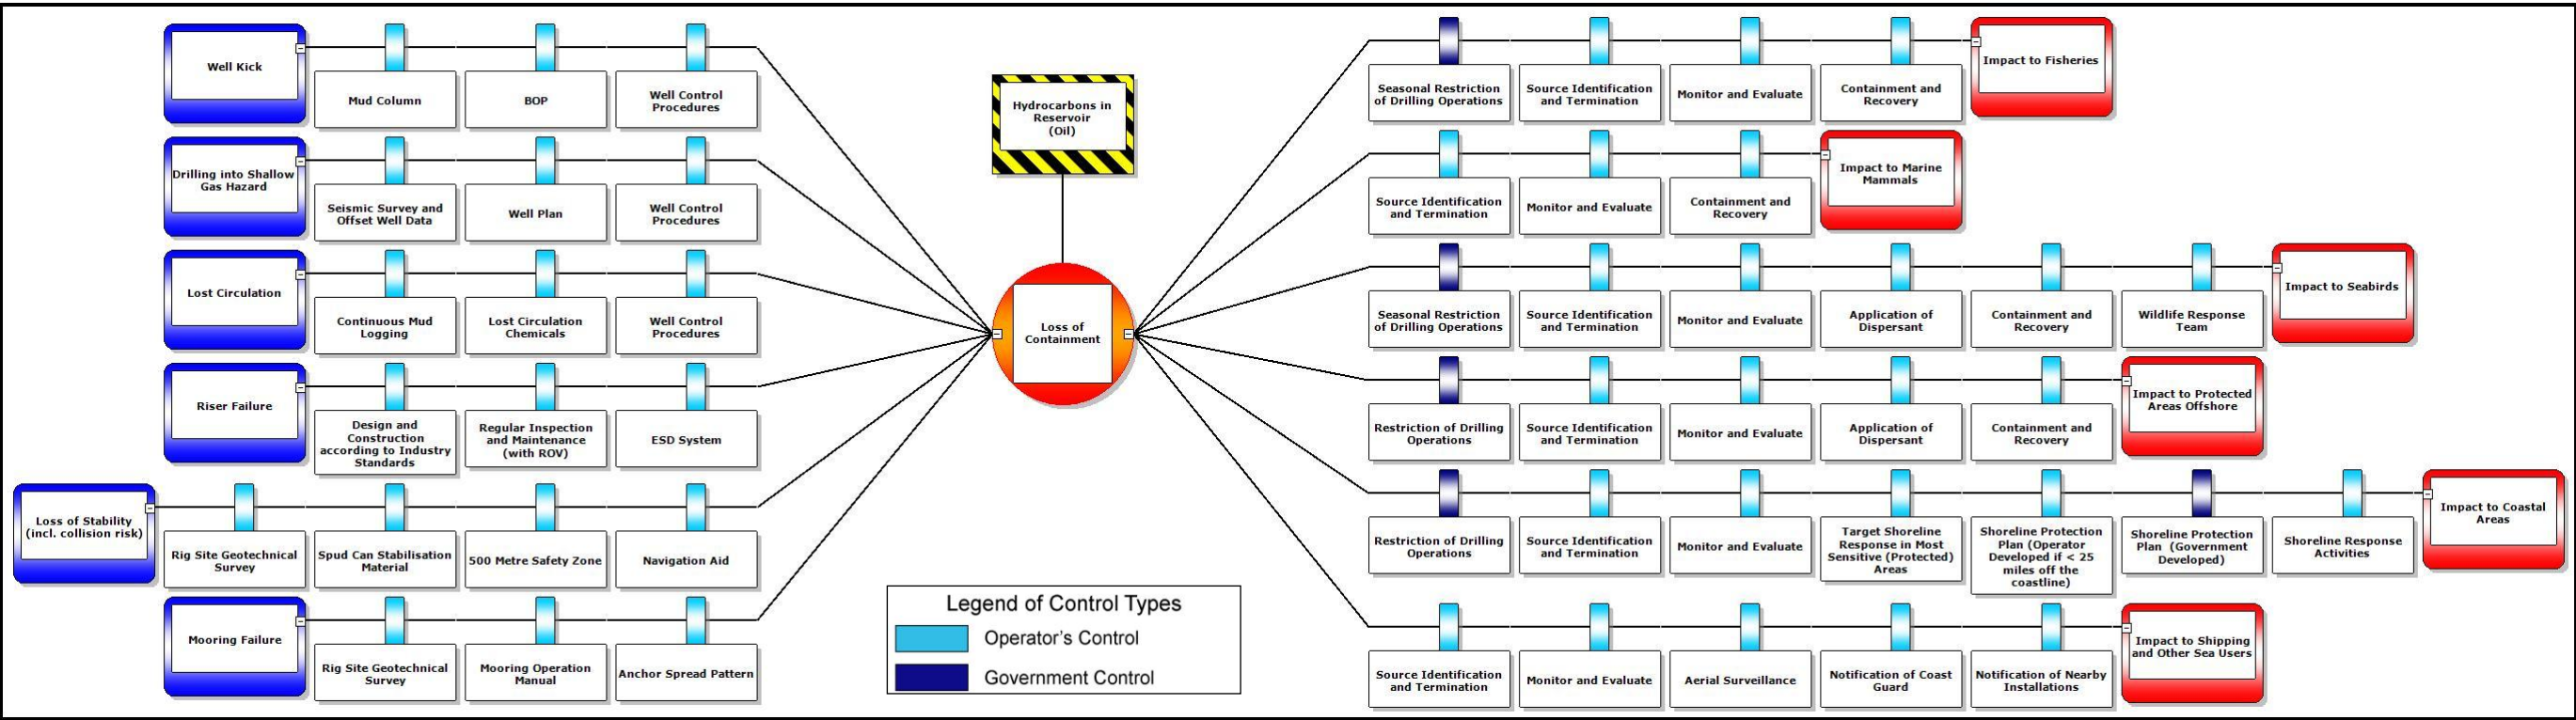 Well Kick
Mud Column
BOP
Well Control
Procedures
Drilling into Shallow
Gas Hazard
Seismic Survey and
Offset Well Data
Well Plan
Well Control
Procedures
Lost Circulation
Continuous Mud
Logging
Lost Circulation
Chemicals
Well Control
Procedures
Riser Failure
Design and
Construction
according to Industry
Standards
Regular Inspection
and Maintenance
(with ROV)
ESD System
Loss of Stability
(incl. collision risk)
Rig Site Geotechnical
Survey
Spud Can Stabilisation
Material
500 Metre Safety Zone
Navigation Aid
Mooring Failure
Rig Site Geotechnical
Survey
Mooring Operation
Manual
Anchor Spread Pattern
Hydrocarbons in
Reservoir
(Oil)
Loss of
Containment
Legend of Control Types
Operator's Control
Government Control
Seasonal Restriction
of Drilling Operations
Source Identification
and Termination
Monitor and Evaluate
Containment and
Recovery
Impact to Fisheries
Source Identification
and Termination
Monitor and Evaluate
Containment and
Recovery
Impact to Marine
Mammals
Seasonal Restriction
of Drilling Operations
Source Identification
and Termination
Monitor and Evaluate
Application of
Dispersant
Containment and
Recovery
Wildlife Response
Team
Impact to Seabirds
Restriction of Drilling
Operations
Source Identification
and Termination
Monitor and Evaluate
Application of
Dispersant
Containment and
Recovery
Impact to Protected
Areas Offshore
Restriction of Drilling
Operations
Source Identification
and Termination
Monitor and Evaluate
Target Shoreline
Response in Most
Sensitive (Protected)
Areas
Shoreline Protection
Plan (Operator
Developed if < 25
miles off the
coastline)
Shoreline Protection
Plan (Government
Developed)
Shoreline Response
Activities
Impact to Coastal
Areas
Source Identification
and Termination
Monitor and Evaluate
Aerial Surveillance
Notification of Coast
Guard
Notification of Nearby
Installations
Impact to Shipping
and Other Sea Users